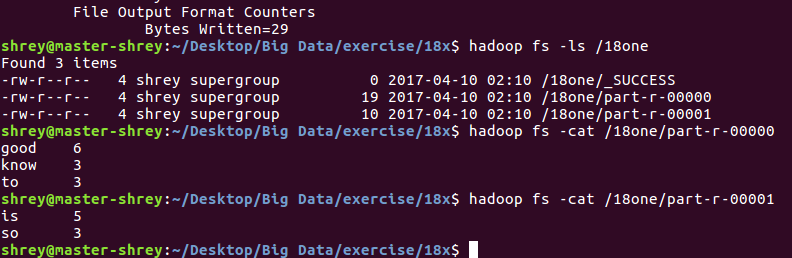 File Output Format Counters
Bytes Written=29
shrey@master-shrey:~/Desktop/Big Data/exercise/18x$ hadoop fs -ls /18one
Found 3 items
-rw-r--r--   4 shrey supergroup          0 2017-04-10 02:10 /18one/_SUCCESS
-rw-r--r--   4 shrey supergroup         19 2017-04-10 02:10 /18one/part-r-00000
-rw-r--r--   4 shrey supergroup         10 2017-04-10 02:10 /18one/part-r-00001
shrey@master-shrey:~/Desktop/Big Data/exercise/18x$ hadoop fs -cat /18one/part-r-00000
good    6
know    3
to      3
shrey@master-shrey:~/Desktop/Big Data/exercise/18x$ hadoop fs -cat /18one/part-r-00001
is      5
so      3
shrey@master-shrey:~/Desktop/Big Data/exercise/18x$